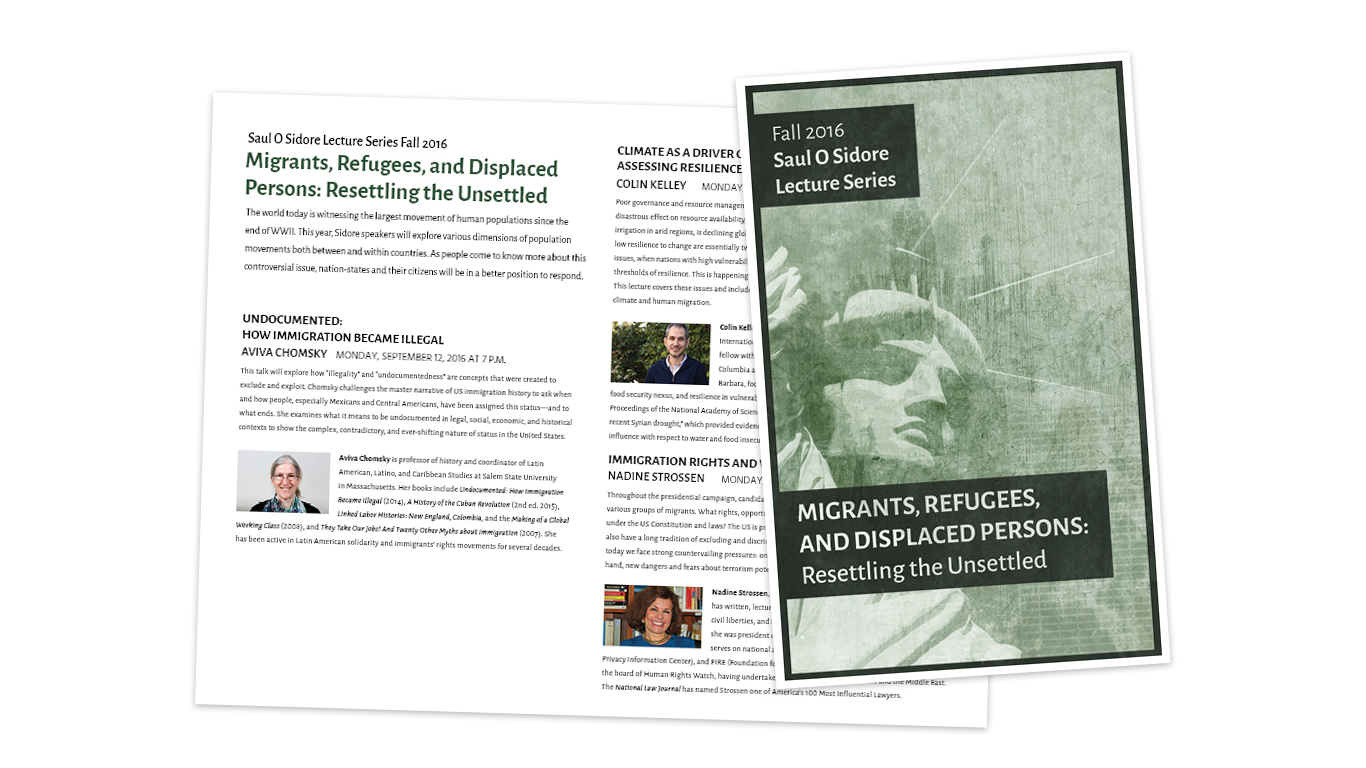 Saul O Sidore Lecture Series Fall 2016
Migrants, Refugees, and Displaced
Persons: Resettling the Unsettled
The world today is witnessing the largest movement of human populations since the
end of WWII. This year, Sidore speakers will explore various dimensions of population
movements both between and within countries. As people come to know more about this
controversial issue, nation-states and their citizens will be in a better position to respond.
UNDOCUMENTED:
HOW IMMIGRATION BECAME ILLEGAL
AVIVA CHOMSKY MONDAY, SEPTEMBER 12, 2016 AT 7 P.M.
This talk will explore how "illegality" and "undocumentedness" are concepts that were created to
exclude and exploit. Chomsky challenges the master narrative of US immigration history to ask when
and how people, especially Mexicans and Central Americans, have been assigned this status—and to
what ends. She examines what it means to be undocumented in legal, social, economic, and historical
contexts to show the complex, contradictory, and ever-shifting nature of status in the United States.
Aviva Chomsky is professor of history and coordinator of Latin
American, Latino, and Caribbean Studies at Salem State University
in Massachusetts. Her books include Undocumented: How Immigration
Became Illegal (2014), A History of the Cuban Revolution (2nd ed. 2015),
Linked Labor Histories: New England, Colombia, and the Making of a Global
Working Class (2008), and They Take Our Jobs! And Twenty Other Myths about Immigration (2007). She
has been active in Latin American solidarity and immigrants' rights movements for several decades.
CLIMATE AS A DRIVER
ASSESSING RESILIENCE
COLIN KELLEY MONDAY,
Poor governance and resource
disastrous effect on resource availability
irrigation in arid regions, is declining
low resilience to change are essentially
issues, when nations with high
thresholds of resilience. This is happening
This lecture covers these issues and
climate and human migration.
Colin
fellow with
Columbia
Barbara,
food security nexus, and resilience in
Proceedings of the National Academy of
recent Syrian drought," which provided
influence with respect to water and food
IMMIGRATION RIGHTS AND
NADINE STROSSEN MONDAY,
Throughout the presidential campaign,
various groups of migrants. What rights,
under the US Constitution and laws? The US is
also have a long tradition of excluding and
today we face strong countervailing pressures:
hand, new dangers and fears about terrorism
Nadine Strossen,
has written,
civil liberties, and
she was president
serves on national
Privacy Information Center), and FIRE (Foundation
the board of Human Rights Watch, having
and the Middle East.
The National Law Journal has named Strossen one of America's 100 Most Influential Lawyers.
Fall 2016
Saul O Sidore
Lecture Series
MIGRANTS, REFUGEES,
AND DISPLACED PERSONS:
Resettling the Unsettled